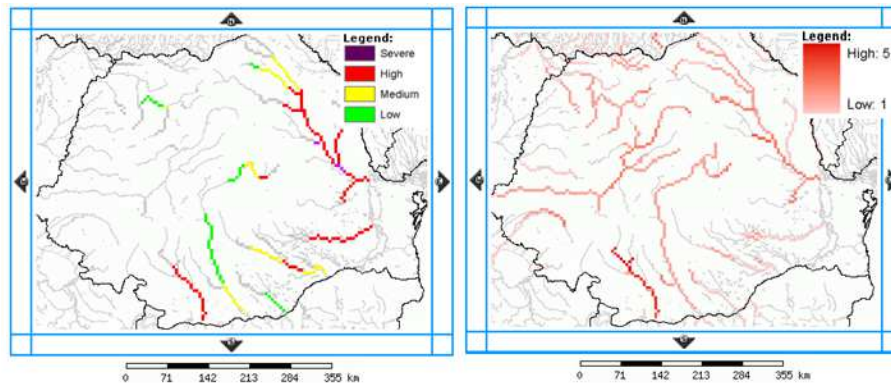 Legend:
Severe
High
Medium
Low
0 71 142 213 284 355 km
Legend:
High: 5
Low: 1
0 71 142 213 284 355 km